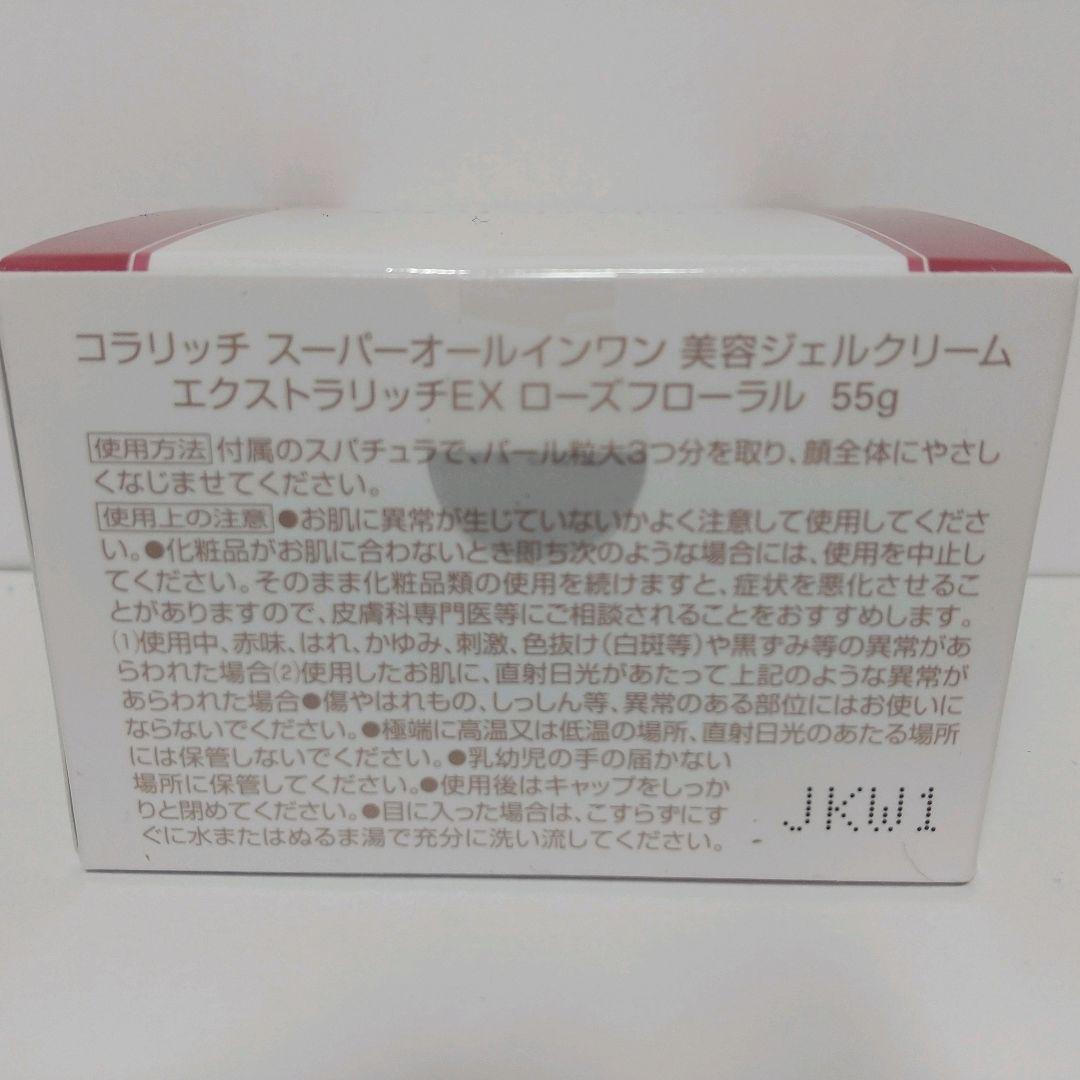 コラリッチ スーパーオールインワン 美容ジェルクリーム
エクストラリッチEX ローズフローラル 55g
使用方法 付属のスパチュラで、パール粒大3つ分を取り、顔全体にやさし
くなじませてください。
使用上の注意 ●お肌に異常が生じていないかよく注意して使用してくださ
い。●化粧品がお肌に合わないとき即ち次のような場合には、使用を中止し
てください。そのまま化粧品類の使用を続けますと、症状を悪化させるこ
とがありますので、皮膚科専門医等にご相談されることをおすすめします。
(1)使用中、赤味、はれ、かゆみ、刺激、色抜け(白斑等)や黒ずみ等の異常があ
らわれた場合(2)使用したお肌に、直射日光があたって上記のような異常が
あらわれた場合●傷やはれもの、しっしん等、異常のある部位にはお使いに
ならないでください。●極端に高温又は低温の場所、直射日光のあたる場所
には保管しないでください。●乳幼児の手の届かない
場所に保管してください。●使用後はキャップをしっか
りと閉めてください。●目に入った場合は、こすらずにす
ぐに水またはぬるま湯で充分に洗い流してください。
JKW1